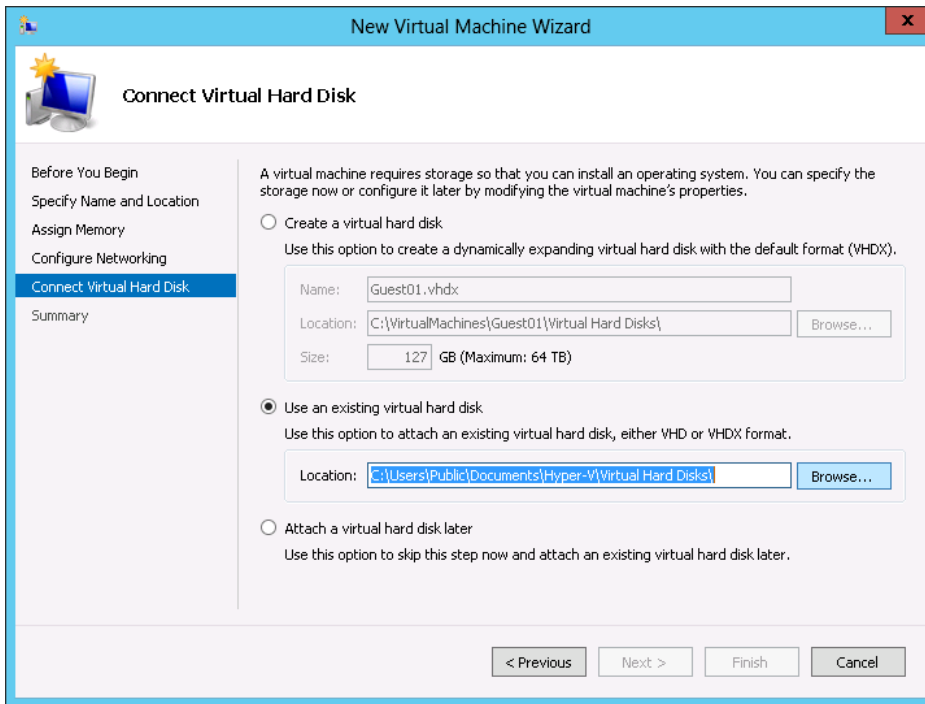 New Virtual Machine Wizard
x
Connect Virtual Hard Disk
Before You Begin
Specify Name and Location
Assign Memory
Configure Networking
Connect Virtual Hard Disk
Summary
A virtual machine requires storage so that you can install an operating system. You can specify the
storage now or configure it later by modifying the virtual machine's properties.
Create a virtual hard disk
Use this option to create a dynamically expanding virtual hard disk with the default format (VHDX).
Name: Guest01.vhdx
Location: C:\VirtualMachines\Guest01\Virtual Hard Disks\ Browse...
Size: 127 GB (Maximum: 64 TB)
Use an existing virtual hard disk
Use this option to attach an existing virtual hard disk, either VHD or VHDX format.
Location: C:\Users\Public\Documents\Hyper-V\Virtual Hard Disks\ Browse...
Attach a virtual hard disk later
Use this option to skip this step now and attach an existing virtual hard disk later.
< Previous Next > Finish Cancel